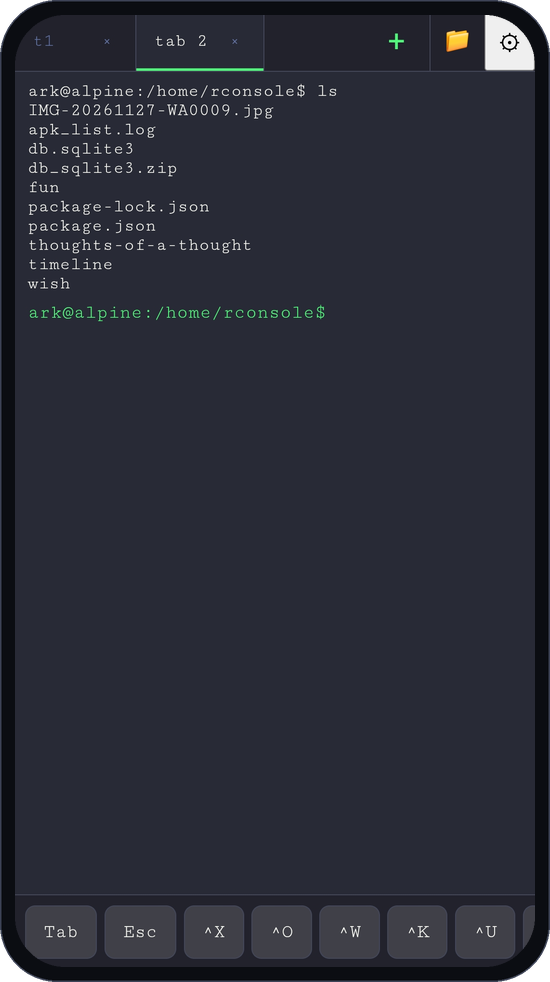 t1 × tab 2 × +
ark@alpine:/home/rconsole$ ls
IMG-20261127-WA0009.jpg
apk_list.log
db.sqlite3
db_sqlite3.zip
fun
package-lock.json
package.json
thoughts-of-a-thought
timeline
wish
ark@alpine:/home/rconsole$
Tab Esc ^X ^O ^W ^K ^U